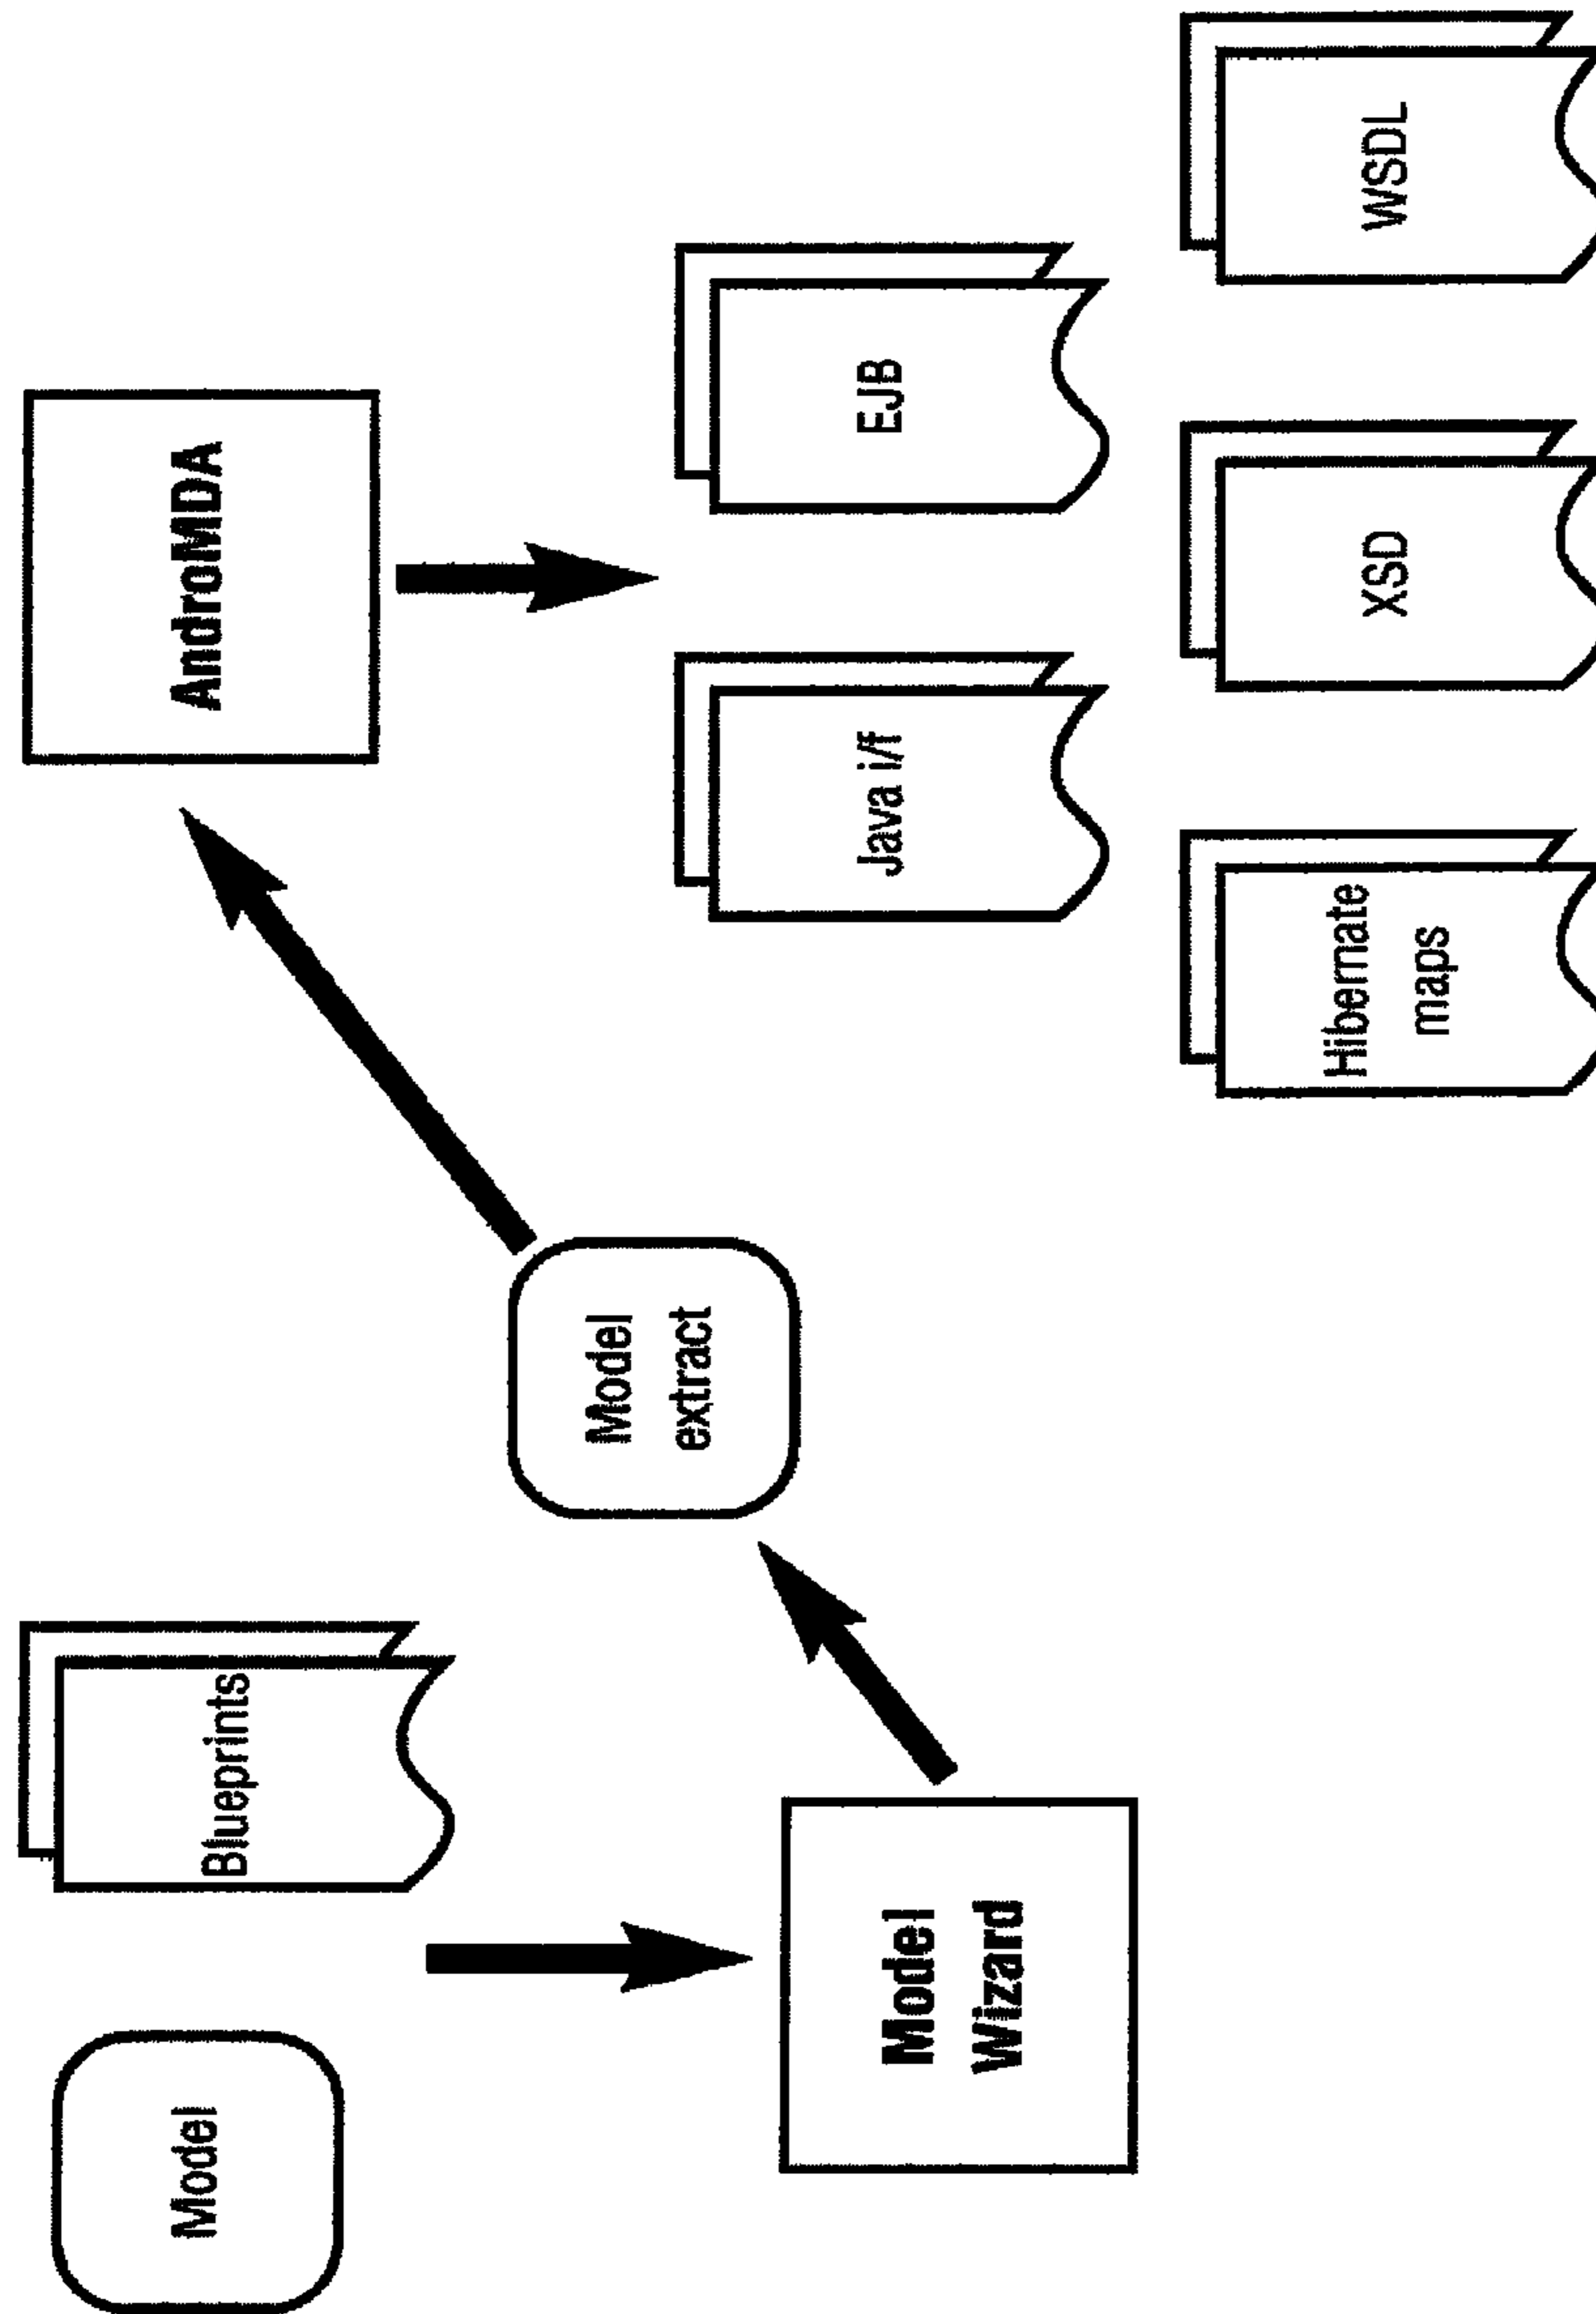 Model
Blueprints
Model
Wizard
Model
extract
AndroMDA
Java i/f
EJB
Hibernate
maps
XSD
WSDL